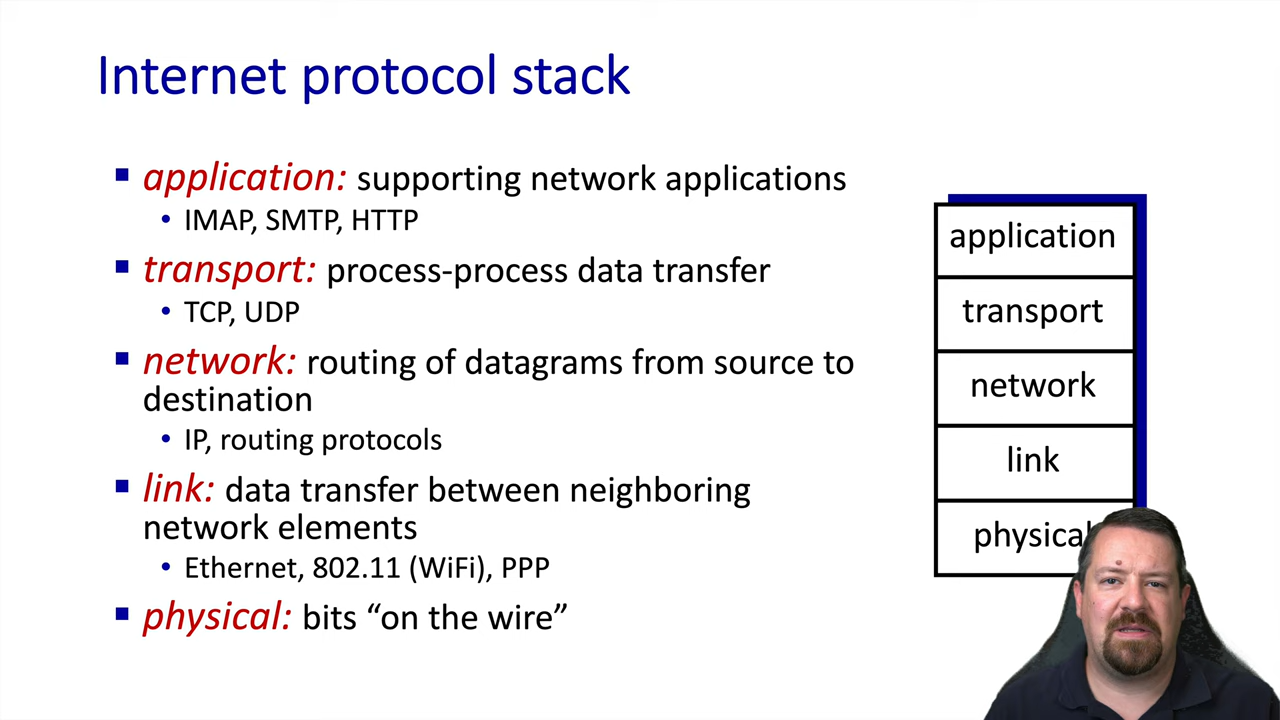 Internet protocol stack
application: supporting network applications
IMAP, SMTP, HTTP
transport: process-process data transfer
TCP, UDP
network: routing of datagrams from source to
destination
IP, routing protocols
link: data transfer between neighboring
network elements
Ethernet, 802.11 (WiFi), PPP
physical: bits “on the wire”
application
transport
network
link
physical